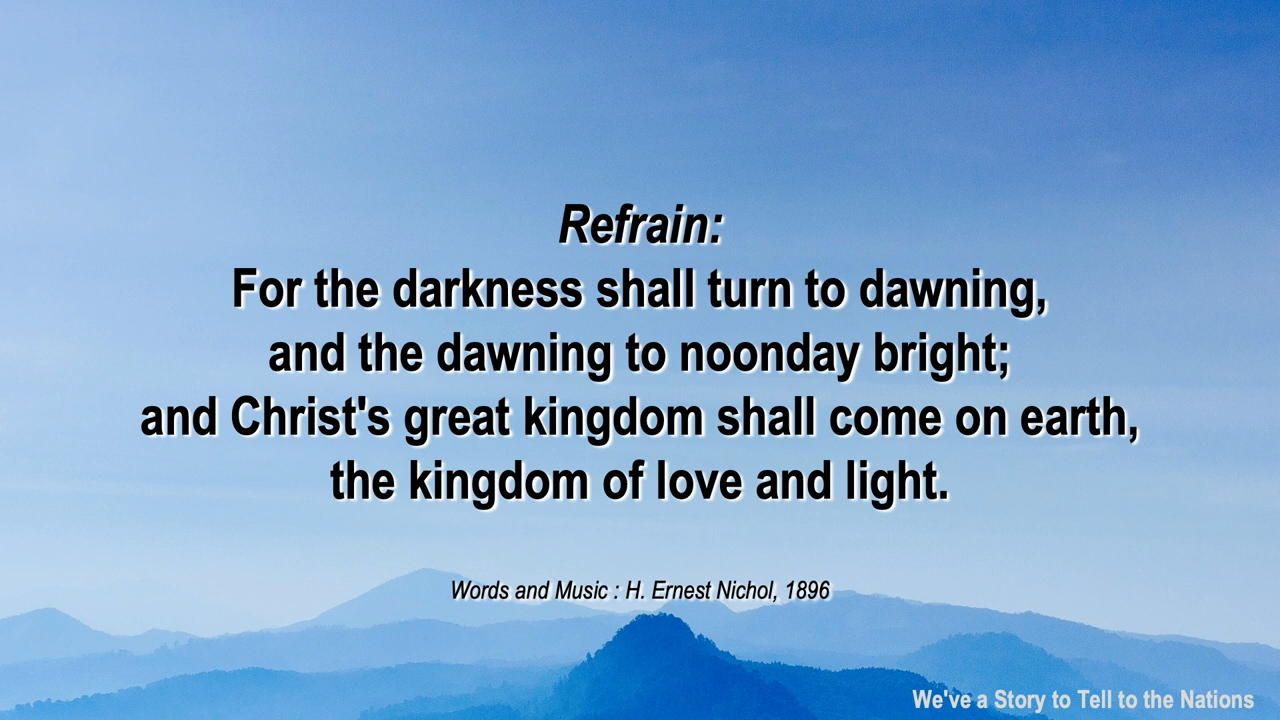 Refrain:
For the darkness shall turn to dawning,
and the dawning to noonday bright;
and Christ's great kingdom shall come on earth,
the kingdom of love and light.
Words and Music : H. Ernest Nichol, 1896
We've a Story to Tell to the Nations